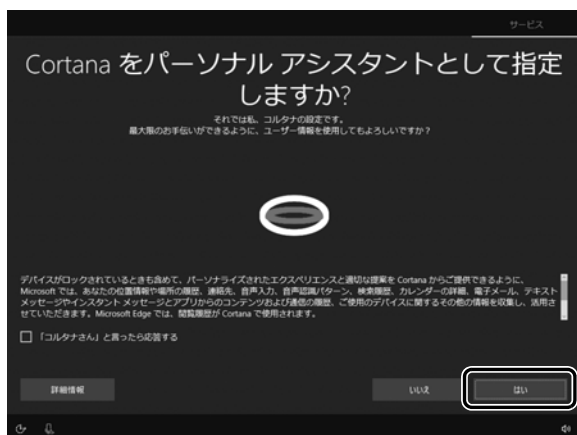 サービス
Cortana をパーソナル アシスタントとして指定
しますか?
それでは私、コルタナの設定です。
最大限のお手伝いができるように、ユーザー情報を使用してもよろしいですか?
デバイスがロックされているときも含めて、パーソナライズされたエクスペリエンスと適切な提案を Cortana からご提供できるように、
Microsoft では、あなたの位置情報や場所の履歴、連絡先、音声入力、音声認識パターン、検索履歴、カレンダーの詳細、電子メール、テキスト
メッセージやインスタント メッセージとアプリからのコンテンツおよび通信の履歴、ご使用のデバイスに関するその他の情報を収集し、活用さ
せていただきます。Microsoft Edge では、閲覧履歴が Cortana で使用されます。
「コルタナさん」と言ったら応答する
詳細情報
いいえ
はい